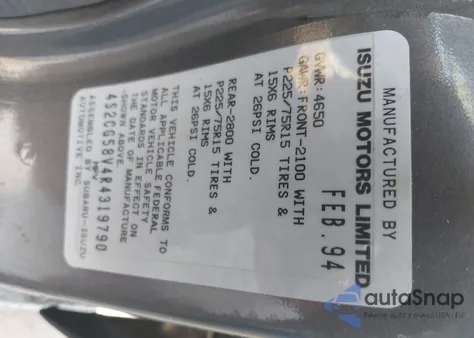 MANUFACTURED BY
ISUZU MOTORS LIMITED
FEB.94
GVWR:4650
GAWR:FRONT-2100 WITH
P225/75R15 TIRES &
15X6 RIMS
AT 26PSI COLD.
REAR-2800 WITH
P225/75R15 TIRES &
15X6 RIMS
AT 26PSI COLD.
THIS VEHICLE CONFORMS TO
ALL APPLICABLE FEDERAL
MOTOR VEHICLE SAFETY
STANDARDS IN EFFECT ON
THE DATE OF MANUFACTURE
SHOWN ABOVE.
4S2CG58V4R4319790
MPV
ASSEMBLED BY SUBARU-ISUZU
AUTOMOTIVE INC.
autaSnap